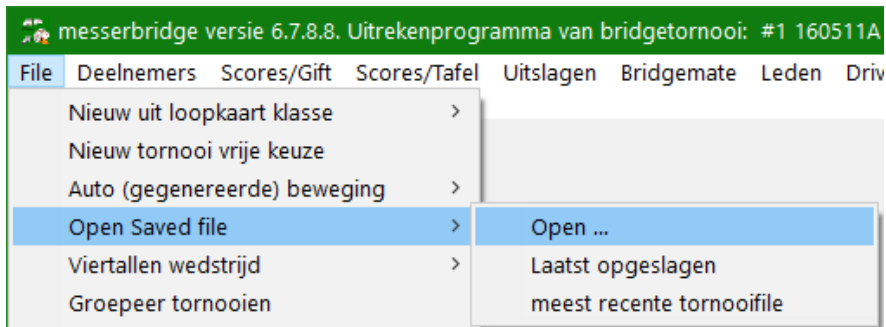 messerbridge versie 6.7.8.8. Uitrekenprogramma van bridgetornooi: #1 160511A
File Deelnemers Scores/Gift Scores/Tafel Uitslagen Bridgemate Leden Driv
Nieuw uit loopkaart klasse >
Nieuw tornooi vrije keuze
Auto (gegenereerde) beweging >
Open Saved file > Open ...
Viertallen wedstrijd > Laatst opgeslagen
Groepeer tornooien meest recente tornooifile